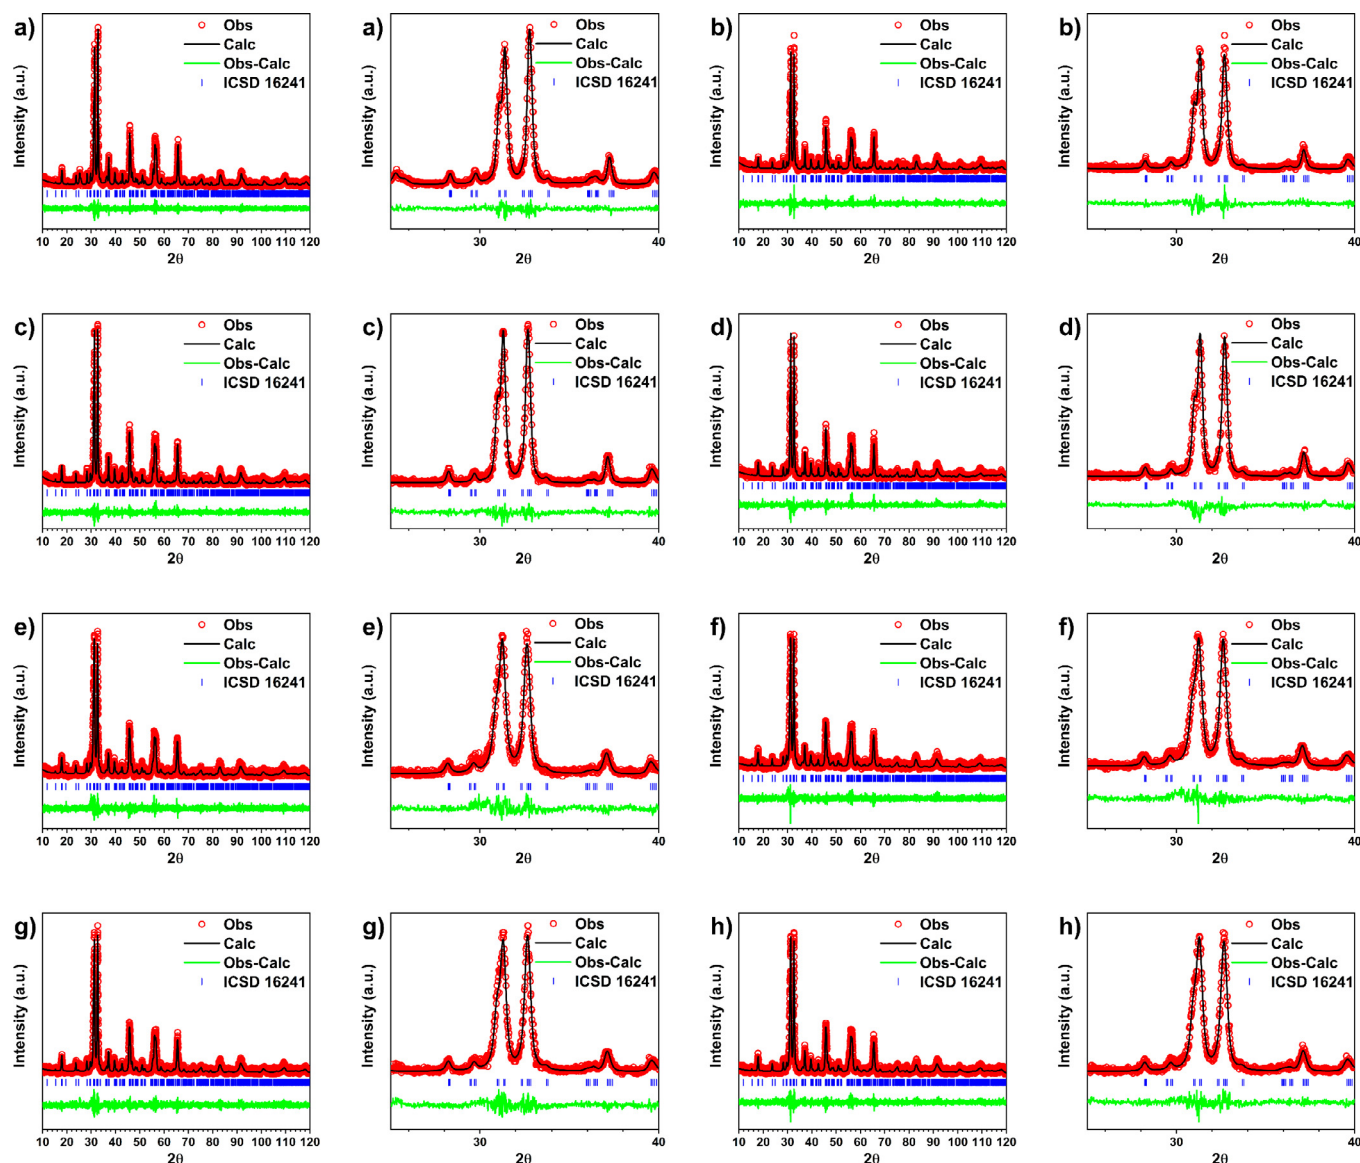 a)
Intensity (a.u.)
Obs
Calc
Obs-Calc
ICSD 16241
10 20 30 40 50 60 70 80 90 100 110 120
2θ
a)
Intensity (a.u.)
Obs
Calc
Obs-Calc
ICSD 16241
30 40
2θ
b)
Intensity (a.u.)
Obs
Calc
Obs-Calc
ICSD 16241
10 20 30 40 50 60 70 80 90 100 110 120
2θ
b)
Intensity (a.u.)
Obs
Calc
Obs-Calc
ICSD 16241
30 40
2θ
c)
Intensity (a.u.)
Obs
Calc
Obs-Calc
ICSD 16241
10 20 30 40 50 60 70 80 90 100 110 120
2θ
c)
Intensity (a.u.)
Obs
Calc
Obs-Calc
ICSD 16241
30 40
2θ
d)
Intensity (a.u.)
Obs
Calc
Obs-Calc
ICSD 16241
10 20 30 40 50 60 70 80 90 100 110 120
2θ
d)
Intensity (a.u.)
Obs
Calc
Obs-Calc
ICSD 16241
30 40
2θ
e)
Intensity (a.u.)
Obs
Calc
Obs-Calc
ICSD 16241
10 20 30 40 50 60 70 80 90 100 110 120
2θ
e)
Intensity (a.u.)
Obs
Calc
Obs-Calc
ICSD 16241
30 40
2θ
f)
Intensity (a.u.)
Obs
Calc
Obs-Calc
ICSD 16241
10 20 30 40 50 60 70 80 90 100 110 120
2θ
f)
Intensity (a.u.)
Obs
Calc
Obs-Calc
ICSD 16241
30 40
2θ
g)
Intensity (a.u.)
Obs
Calc
Obs-Calc
ICSD 16241
10 20 30 40 50 60 70 80 90 100 110 120
2θ
g)
Intensity (a.u.)
Obs
Calc
Obs-Calc
ICSD 16241
30 40
2θ
h)
Intensity (a.u.)
Obs
Calc
Obs-Calc
ICSD 16241
10 20 30 40 50 60 70 80 90 100 110 120
2θ
h)
Intensity (a.u.)
Obs
Calc
Obs-Calc
ICSD 16241
30 40
2θ